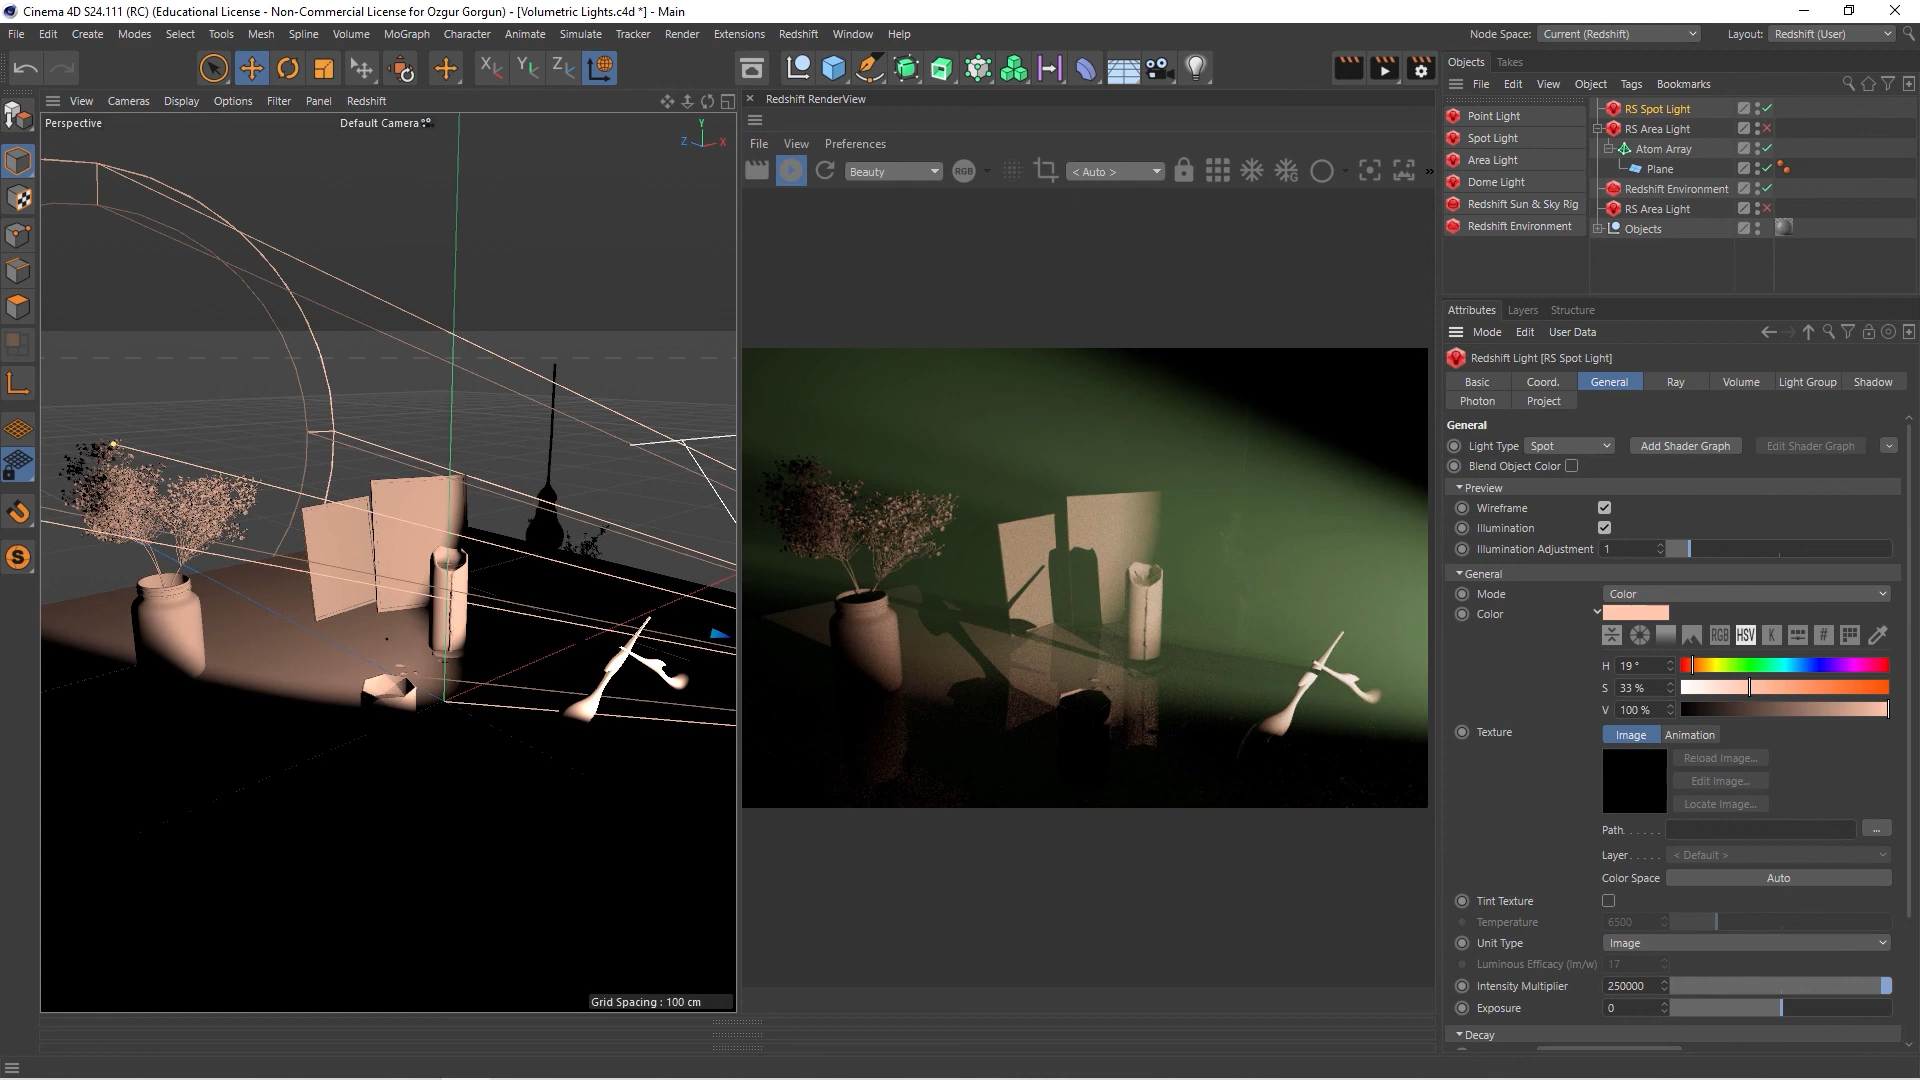 Cinema 4D S24.111 (RC) (Educational License - Non-Commercial License for Ozgur Gorgun) - [Volumetric Lights.c4d *] - Main
File Edit Create Modes Select Tools Mesh Spline Volume MoGraph Character Animate Simulate Tracker Render Extensions Redshift Window Help
Node Space: Current (Redshift) Layout: Redshift (User)
Objects Takes
File Edit View Object Tags Bookmarks
View Cameras Display Options Filter Panel Redshift
Redshift RenderView
Perspective
Default Camera
Y
Z X
File View Preferences
Beauty
RGB
< Auto >
»
Point Light
Spot Light
Area Light
Dome Light
Redshift Sun & Sky Rig
Redshift Environment
RS Spot Light
RS Area Light
Atom Array
Plane
Redshift Environment
RS Area Light
Objects
Attributes Layers Structure
Mode Edit User Data
Redshift Light [RS Spot Light]
Basic Coord. General Ray Volume Light Group Shadow
Photon Project
General
Light Type Spot Add Shader Graph Edit Shader Graph
Blend Object Color
Preview
Wireframe
Illumination
Illumination Adjustment 1
General
Mode Color
Color
RGB HSV K #
H 19 °
S 33 %
V 100 %
Texture Image Animation
Reload Image...
Edit Image...
Locate Image...
Path. . . . . . ...
Layer . . . . . < Default >
Color Space Auto
Tint Texture
Temperature 6500
Unit Type Image
Luminous Efficacy (lm/w) 17
Intensity Multiplier 250000
Exposure 0
Decay
Grid Spacing : 100 cm